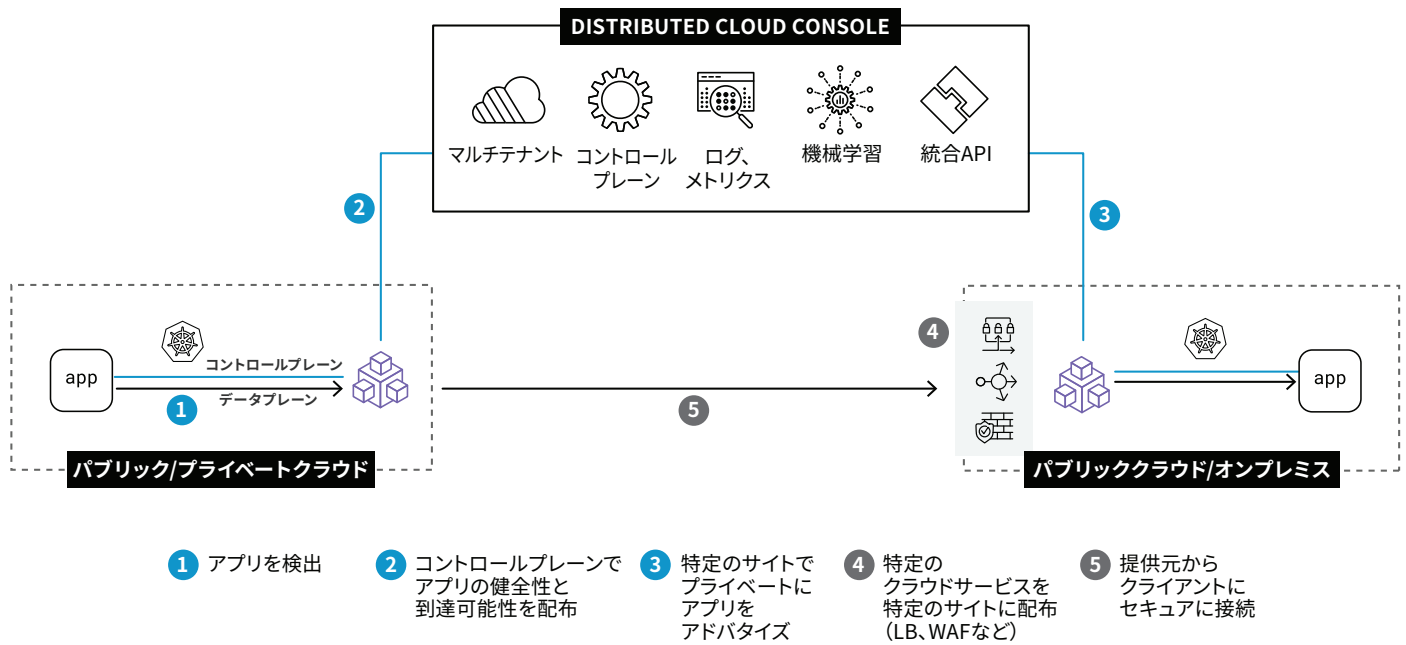 DISTRIBUTED CLOUD CONSOLE
マルチテナント
コントロール
プレーン
ログ、
メトリクス
機械学習
統合API
2
3
app
コントロールプレーン
データプレーン
1
パブリック/プライベートクラウド
5
4
app
パブリッククラウド/オンプレミス
1 アプリを検出
2 コントロールプレーンで
アプリの健全性と
到達可能性を配布
3 特定のサイトで
プライベートに
アプリを
アドバタイズ
4 特定の
クラウドサービスを
特定のサイトに配布
（LB、WAFなど）
5 提供元から
クライアントに
セキュアに接続